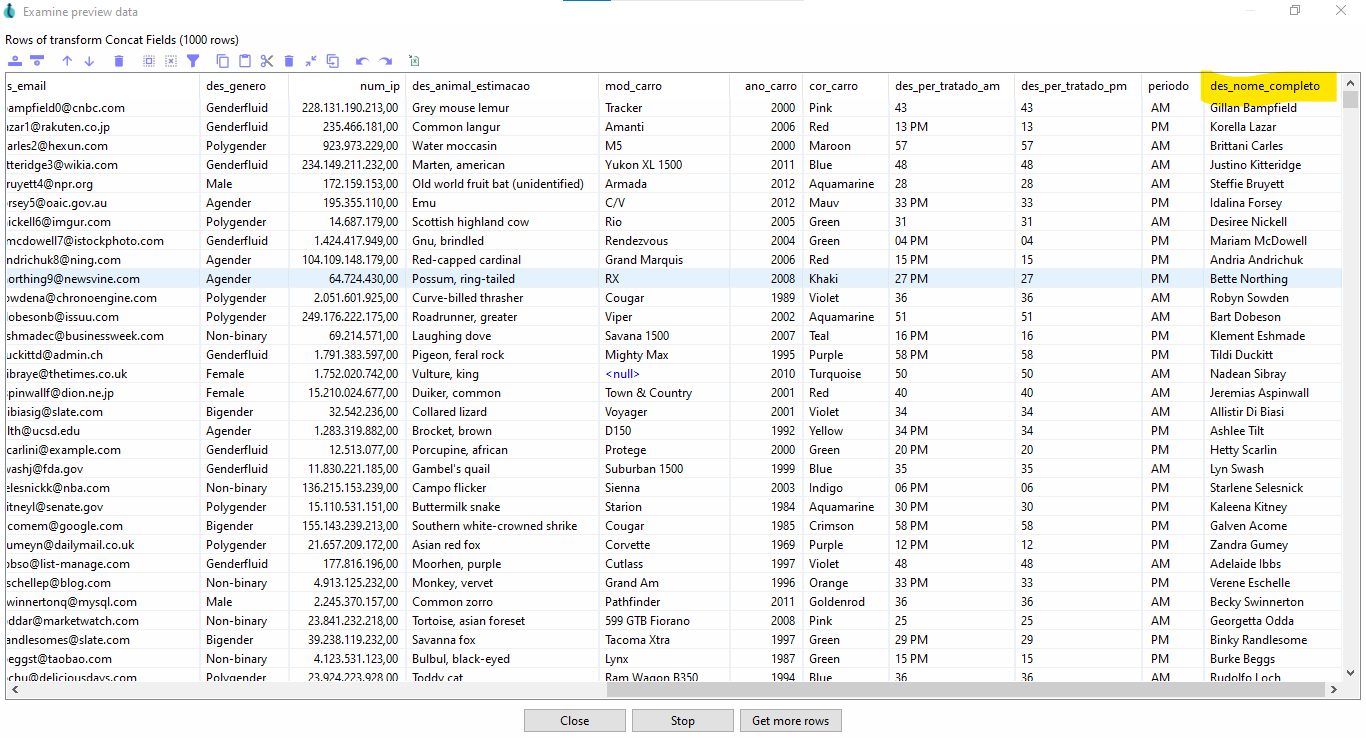 Examine preview data
Rows of transform Concat Fields (1000 rows)
s_email des_genero num_ip des_animal_estimacao mod_carro ano_carro cor_carro des_per_tratado_am des_per_tratado_pm periodo des_nome_completo
ampfield0@cnbc.com Genderfluid 228.131.190.213,00 Grey mouse lemur Tracker 2000 Pink 43 43 AM Gillan Bampfield
azar1@rakuten.co.jp Genderfluid 235.466.181,00 Common langur Amanti 2006 Red 13 PM 13 PM Korella Lazar
arles2@hexun.com Polygender 923.973.229,00 Water moccasin M5 2000 Maroon 57 57 AM Brittani Carles
tteridge3@wikia.com Genderfluid 234.149.211.232,00 Marten, american Yukon XL 1500 2011 Blue 48 48 AM Justino Kitteridge
ruyett4@npr.org Male 172.159.153,00 Old world fruit bat (unidentified) Armada 2012 Aquamarine 28 28 AM Steffie Bruyett
orsey5@oaic.gov.au Agender 195.355.110,00 Emu C/V 2012 Mauv 33 PM 33 PM Idalina Forsey
ickell6@imgur.com Polygender 14.687.179,00 Scottish highland cow Rio 2005 Green 31 31 AM Desiree Nickell
mcdowell7@istockphoto.com Genderfluid 1.424.417.949,00 Gnu, brindled Rendezvous 2004 Green 04 PM 04 PM Mariam McDowell
ndrichuk8@ning.com Agender 104.109.148.179,00 Red-capped cardinal Grand Marquis 2006 Red 15 PM 15 PM Andria Andrichuk
orthing9@newsvine.com Agender 64.724.430,00 Possum, ring-tailed RX 2008 Khaki 27 PM 27 PM Bette Northing
owdena@chronoengine.com Polygender 2.051.601.925,00 Curve-billed thrasher Cougar 1989 Violet 36 36 AM Robyn Sowden
obesonb@issuu.com Polygender 249.176.222.175,00 Roadrunner, greater Viper 2002 Aquamarine 51 51 AM Bart Dobeson
shmadec@businessweek.com Non-binary 69.214.571,00 Laughing dove Savana 1500 2007 Teal 16 PM 16 PM Klement Eshmade
uckittd@admin.ch Genderfluid 1.791.383.597,00 Pigeon, feral rock Mighty Max 1995 Purple 58 PM 58 PM Tildi Duckitt
ibraye@thetimes.co.uk Female 1.752.020.742,00 Vulture, king <null> 2010 Turquoise 50 50 AM Nadean Sibray
spinwallf@dion.ne.jp Female 15.210.024.677,00 Duiker, common Town & Country 2001 Red 40 40 AM Jeremias Aspinwall
ibiasig@slate.com Bigender 32.542.236,00 Collared lizard Voyager 2001 Violet 34 34 AM Allistir Di Biasi
lth@ucsd.edu Agender 1.283.319.882,00 Brocket, brown D150 1992 Yellow 34 PM 34 PM Ashlee Tilt
carlini@example.com Genderfluid 12.513.077,00 Porcupine, african Protege 2000 Green 20 PM 20 PM Hetty Scarlin
washj@fda.gov Genderfluid 11.830.221.185,00 Gambel's quail Suburban 1500 1999 Blue 35 35 AM Lyn Swash
elesnickk@nba.com Non-binary 136.215.153.239,00 Campo flicker Sienna 2003 Indigo 06 PM 06 PM Starlene Selesnick
itneyl@senate.gov Polygender 15.110.531.151,00 Buttermilk snake Starion 1984 Aquamarine 30 PM 30 PM Kaleena Kitney
comem@google.com Bigender 155.143.239.213,00 Southern white-crowned shrike Cougar 1985 Crimson 58 PM 58 PM Galven Acome
umeyn@dailymail.co.uk Polygender 21.657.209.172,00 Asian red fox Corvette 1969 Purple 12 PM 12 PM Zandra Gumey
obso@list-manage.com Genderfluid 177.816.196,00 Moorhen, purple Cutlass 1997 Violet 48 48 AM Adelaide Ibbs
schellep@blog.com Non-binary 4.913.125.232,00 Monkey, vervet Grand Am 1996 Orange 33 PM 33 PM Verene Eschelle
winnertonq@mysql.com Male 2.245.370.157,00 Common zorro Pathfinder 2011 Goldenrod 36 36 AM Becky Swinnerton
ddar@marketwatch.com Non-binary 23.841.232.218,00 Tortoise, asian foreset 599 GTB Fiorano 2008 Pink 25 25 AM Georgetta Odda
andlesomes@slate.com Bigender 39.238.119.232,00 Savanna fox Tacoma Xtra 1997 Green 29 PM 29 PM Binky Randlesome
eggst@taobao.com Non-binary 4.123.531.123,00 Bulbul, black-eyed Lynx 1987 Green 15 PM 15 PM Burke Beggs
chu@deliciousdays.com Polygender 23.924.223.928,00 Toddy cat Ram Wagon B350 1994 Blue 36 36 AM Rudolfo Loch
Close Stop Get more rows